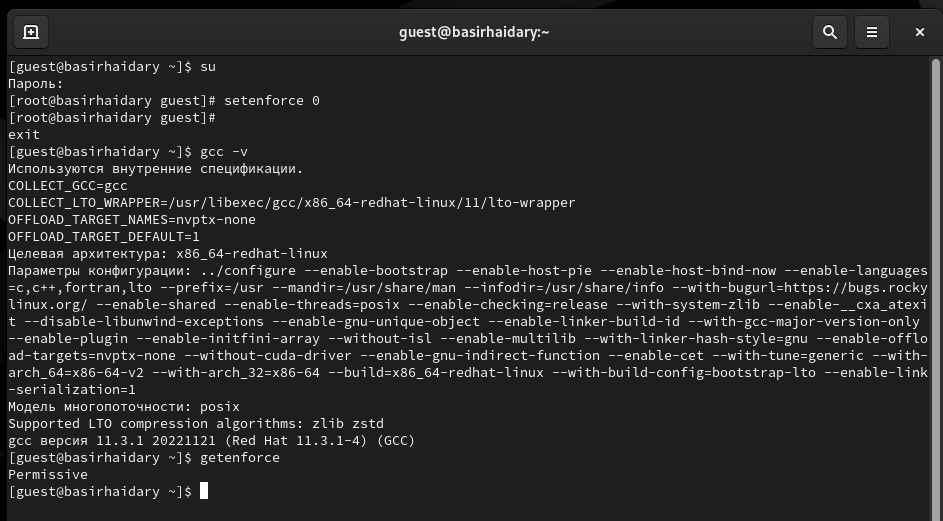 guest@basirhaidary:~
[guest@basirhaidary ~]$ su
Пароль:
[root@basirhaidary guest]# setenforce 0
[root@basirhaidary guest]#
exit
[guest@basirhaidary ~]$ gcc -v
Используются внутренние спецификации.
COLLECT_GCC=gcc
COLLECT_LTO_WRAPPER=/usr/libexec/gcc/x86_64-redhat-linux/11/lto-wrapper
OFFLOAD_TARGET_NAMES=nvptx-none
OFFLOAD_TARGET_DEFAULT=1
Целевая архитектура: x86_64-redhat-linux
Параметры конфигурации: ../configure --enable-bootstrap --enable-host-pie --enable-host-bind-now --enable-languages
=c,c++,fortran,lto --prefix=/usr --mandir=/usr/share/man --infodir=/usr/share/info --with-bugurl=https://bugs.rocky
linux.org/ --enable-shared --enable-threads=posix --enable-checking=release --with-system-zlib --enable-__cxa_atexi
t --disable-libunwind-exceptions --enable-gnu-unique-object --enable-linker-build-id --with-gcc-major-version-only
--enable-plugin --enable-initfini-array --without-isl --enable-multilib --with-linker-hash-style=gnu --enable-offlo
ad-targets=nvptx-none --without-cuda-driver --enable-gnu-indirect-function --enable-cet --with-tune=generic --with-
arch_64=x86-64-v2 --with-arch_32=x86-64 --build=x86_64-redhat-linux --with-build-config=bootstrap-lto --enable-link
-serialization=1
Модель многопоточности: posix
Supported LTO compression algorithms: zlib zstd
gcc версия 11.3.1 20221121 (Red Hat 11.3.1-4) (GCC)
[guest@basirhaidary ~]$ getenforce
Permissive
[guest@basirhaidary ~]$